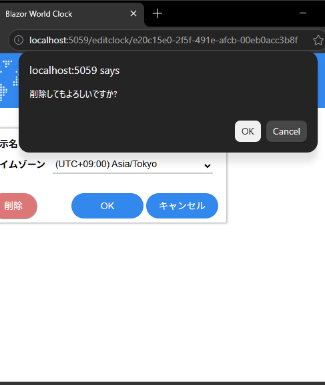 Blazor World Clock
localhost:5059/editclock/e20c15e0-2f5f-491e-afcb-00eb0acc3b8f
localhost:5059 says
削除してもよろしいですか?
OK
Cancel
示名
イムゾーン
(UTC+09:00) Asia/Tokyo
削除
OK
キャンセル